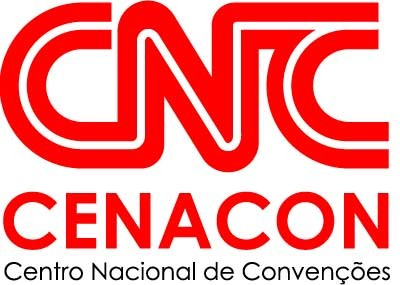 CNC
CENACON
Centro Nacional de Convenções